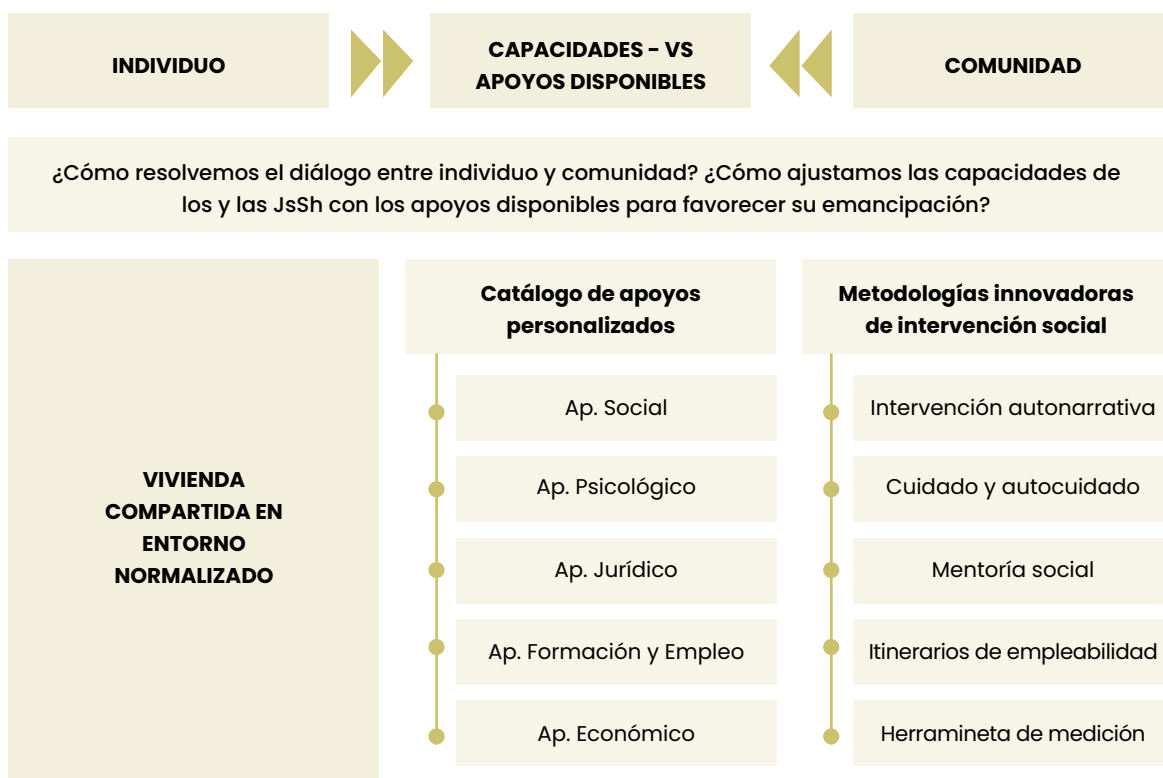 INDIVIDUO
CAPACIDADES - VS
APOYOS DISPONIBLES
COMUNIDAD
¿Cómo resolvemos el diálogo entre individuo y comunidad? ¿Cómo ajustamos las capacidades de
los y las JsSh con los apoyos disponibles para favorecer su emancipación?
VIVIENDA
COMPARTIDA EN
ENTORNO
NORMALIZADO
Catálogo de apoyos
personalizados
Ap. Social
Ap. Psicológico
Ap. Jurídico
Ap. Formación y Empleo
Ap. Económico
Metodologías innovadoras
de intervención social
Intervención autonarrativa
Cuidado y autocuidado
Mentoría social
Itinerarios de empleabilidad
Herramineta de medición